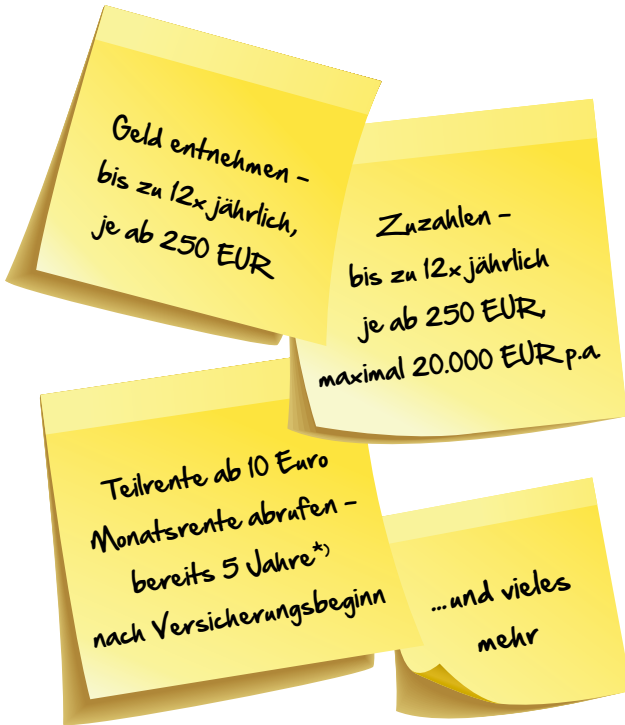 Geld entnehmen –
bis zu 12x jährlich,
je ab 250 EUR
Zuzahlen –
bis zu 12x jährlich
je ab 250 EUR,
maximal 20.000 EUR p.a.
Teilrente ab 10 Euro
Monatsrente abrufen –
bereits 5 Jahre*)
nach Versicherungsbeginn
...und vieles
mehr